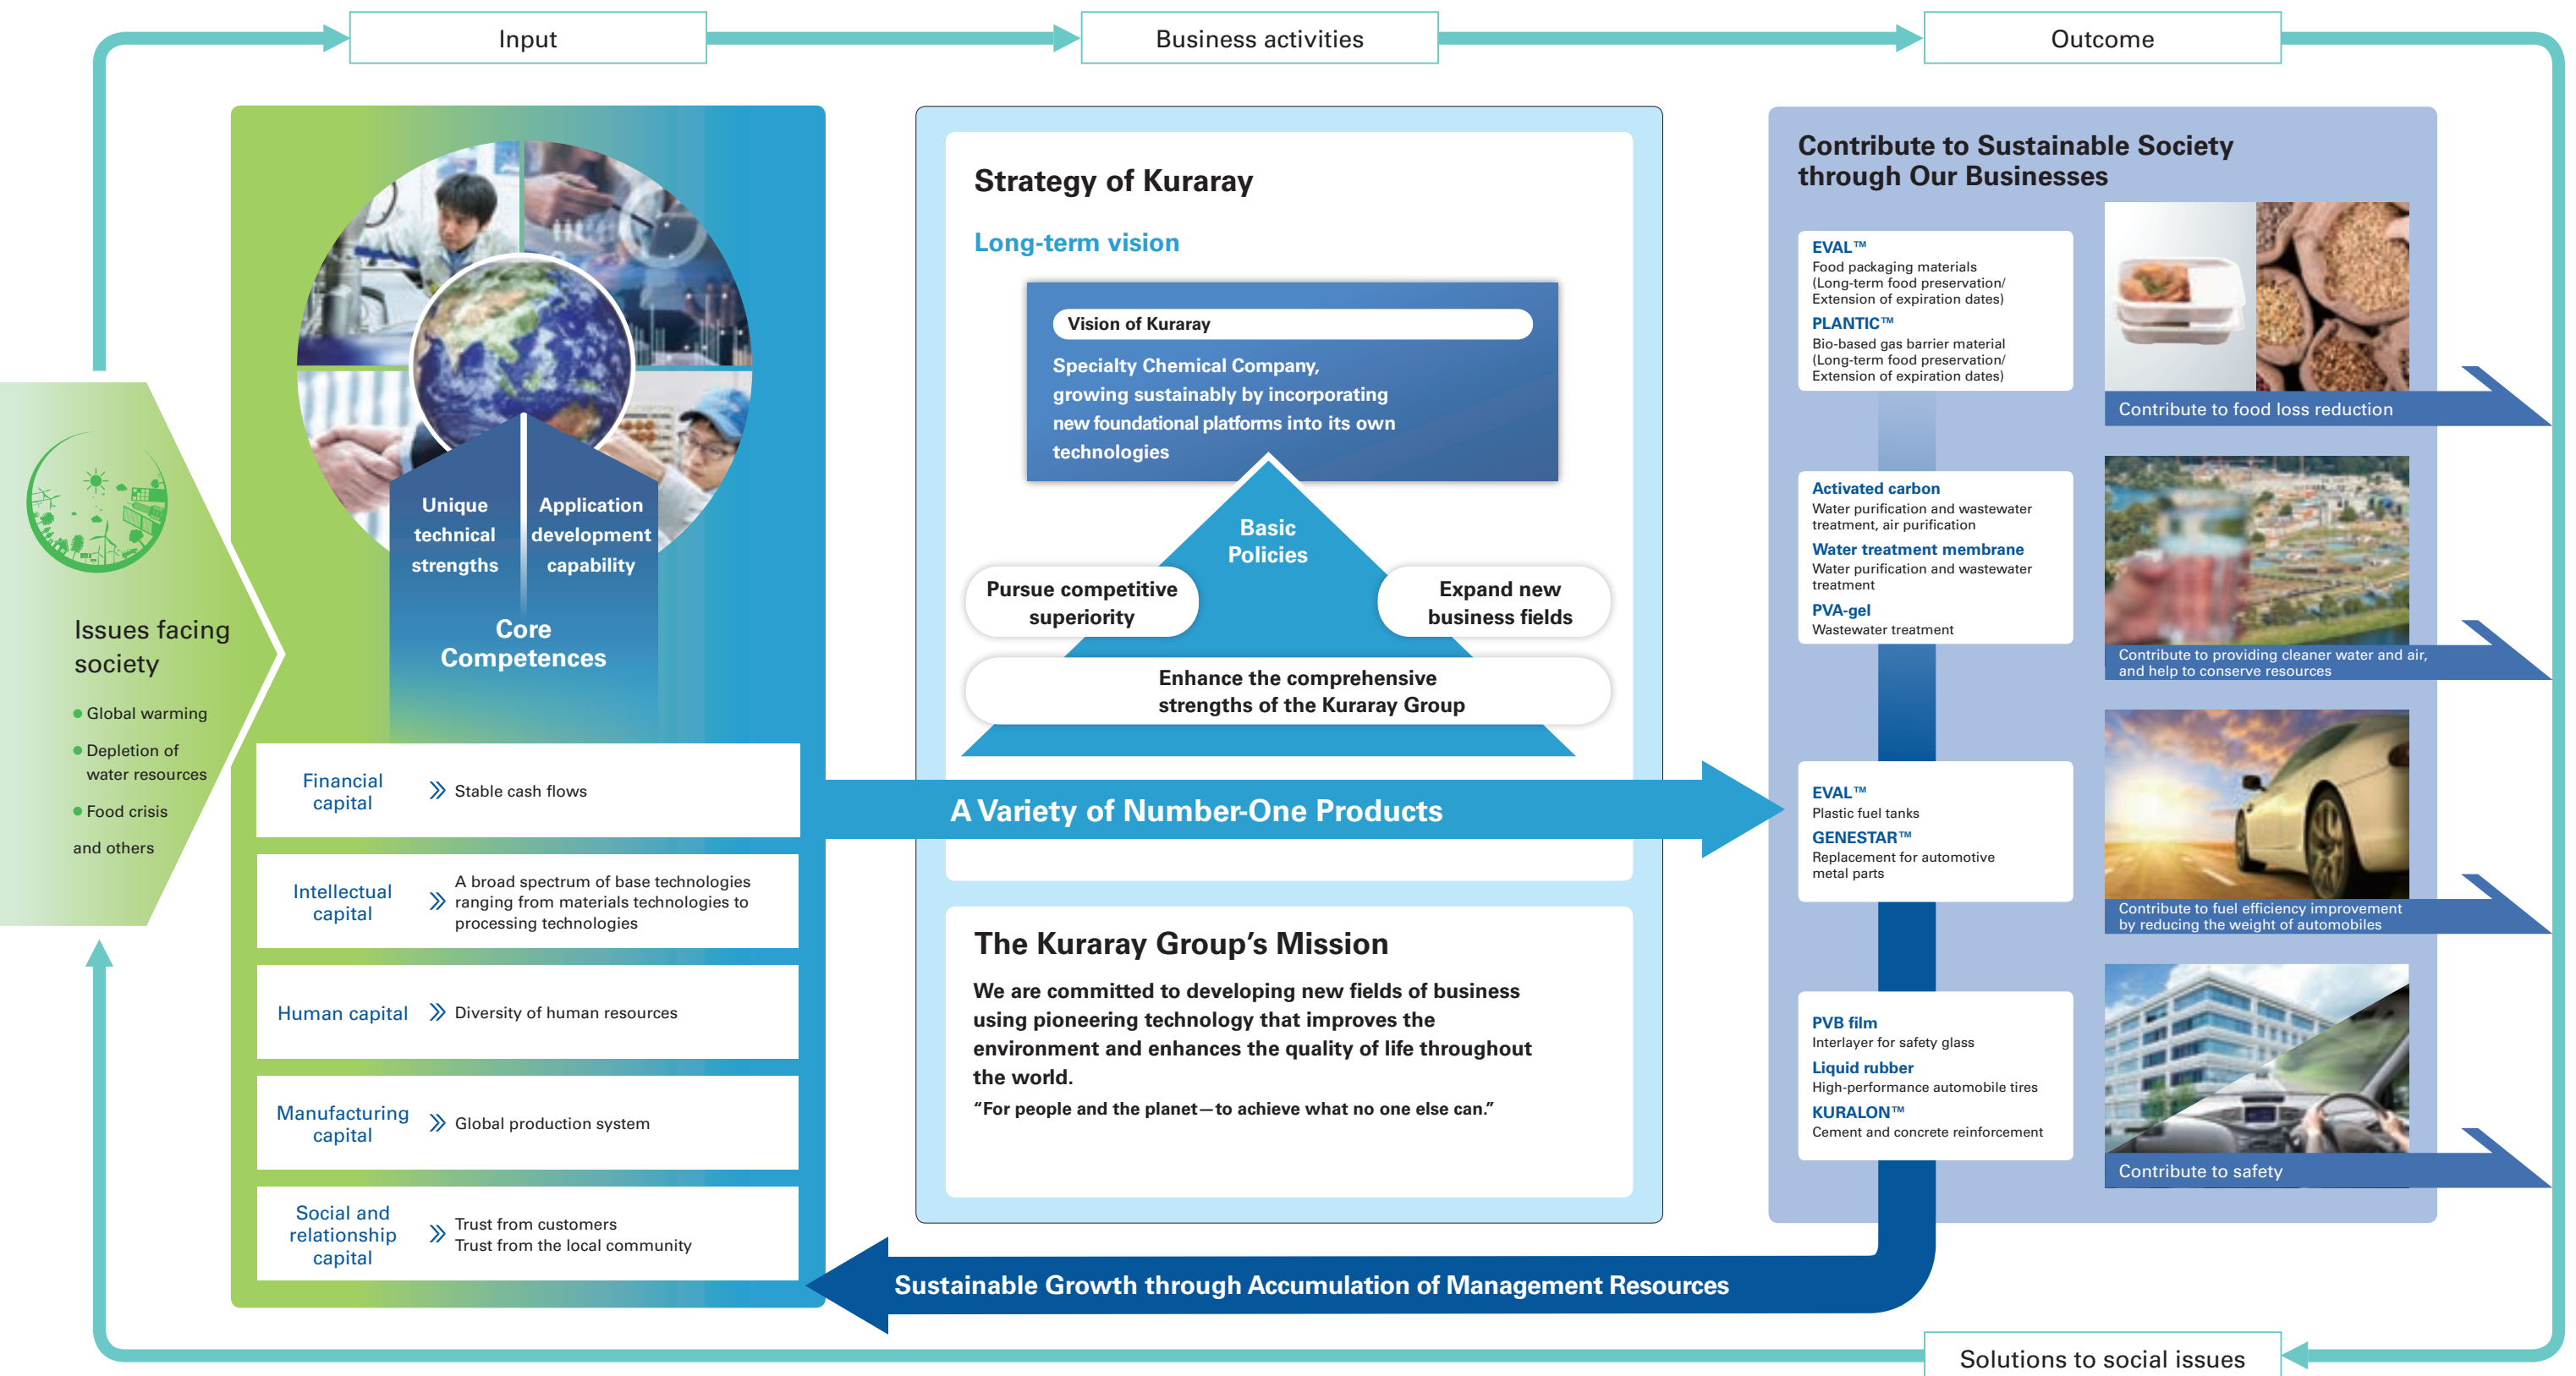 Input
Business activities
Outcome
Issues facing
society
● Global warming
● Depletion of
water resources
● Food crisis
and others
Unique
technical
strengths
Application
development
capability
Core
Competences
Financial
capital
Stable cash flows
Intellectual
capital
A broad spectrum of base technologies
ranging from materials technologies to
processing technologies
Human capital
Diversity of human resources
Manufacturing
capital
Global production system
Social and
relationship
capital
Trust from customers
Trust from the local community
Strategy of Kuraray
Long-term vision
Vision of Kuraray
Specialty Chemical Company,
growing sustainably by incorporating
new foundational platforms into its own
technologies
Basic
Policies
Pursue competitive
superiority
Expand new
business fields
Enhance the comprehensive
strengths of the Kuraray Group
A Variety of Number-One Products
The Kuraray Group’s Mission
We are committed to developing new fields of business
using pioneering technology that improves the
environment and enhances the quality of life throughout
the world.
“For people and the planet—to achieve what no one else can.”
Contribute to Sustainable Society
through Our Businesses
EVAL™
Food packaging materials
(Long-term food preservation/
Extension of expiration dates)
PLANTIC™
Bio-based gas barrier material
(Long-term food preservation/
Extension of expiration dates)
Contribute to food loss reduction
Activated carbon
Water purification and wastewater
treatment, air purification
Water treatment membrane
Water purification and wastewater
treatment
PVA-gel
Wastewater treatment
Contribute to providing cleaner water and air,
and help to conserve resources
EVAL™
Plastic fuel tanks
GENESTAR™
Replacement for automotive
metal parts
Contribute to fuel efficiency improvement
by reducing the weight of automobiles
PVB film
Interlayer for safety glass
Liquid rubber
High-performance automobile tires
KURALON™
Cement and concrete reinforcement
Contribute to safety
Sustainable Growth through Accumulation of Management Resources
Solutions to social issues